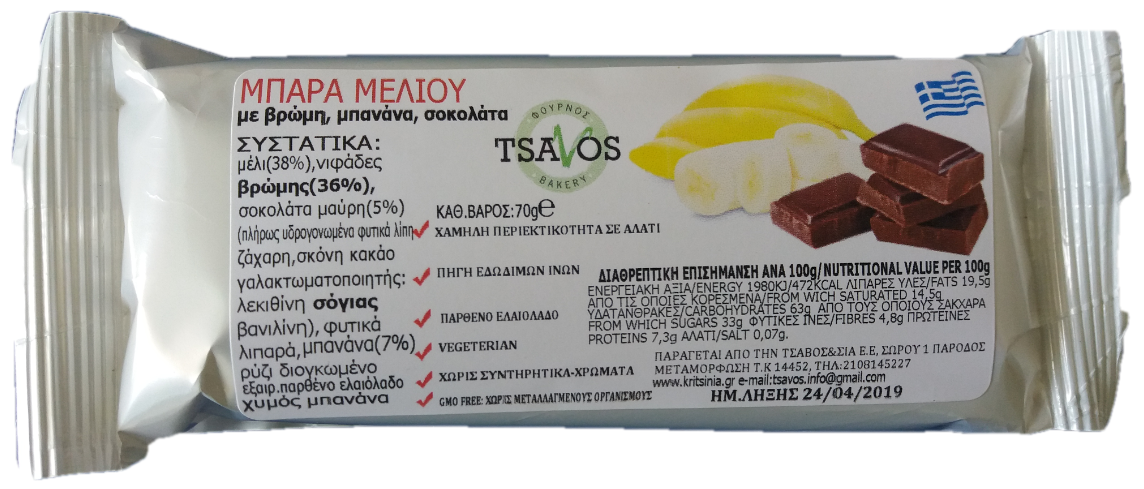 ΜΠΑΡΑ ΜΕΛΙΟΥ
με βρώμη, μπανάνα, σοκολάτα
ΣΥΣΤΑΤΙΚΑ:
μέλι(38%),νιφάδες
βρώμης(36%),
σοκολάτα μαύρη(5%)
(πλήρως υδρογονωμένα φυτικά λίπη
ζάχαρη,σκόνη κακάο
γαλακτωματοποιητής:
λεκιθίνη σόγιας
βανιλίνη), φυτικά
λιπαρά,μπανάνα(7%)
ρύζι διογκωμένο
εξαιρ.παρθένο ελαιόλαδο
χυμός μπανάνα
ΦΟΥΡΝΟΣ
TSAVOS
BAKERY
ΚΑΘ.ΒΑΡΟΣ:70g℮
ΧΑΜΗΛΗ ΠΕΡΙΕΚΤΙΚΟΤΗΤΑ ΣΕ ΑΛΑΤΙ
ΠΗΓΗ ΕΔΩΔΙΜΩΝ ΙΝΩΝ
ΠΑΡΘΕΝΟ ΕΛΑΙΟΛΑΔΟ
VEGETERIAN
ΧΩΡΙΣ ΣΥΝΤΗΡΗΤΙΚΑ-ΧΡΩΜΑΤΑ
GMO FREE: ΧΩΡΙΣ ΜΕΤΑΛΛΑΓΜΕΝΟΥΣ ΟΡΓΑΝΙΣΜΟΥΣ
ΔΙΑΘΡΕΠΤΙΚΗ ΕΠΙΣΗΜΑΝΣΗ ΑΝΑ 100g/NUTRITIONAL VALUE PER 100g
ΕΝΕΡΓΕΙΑΚΗ ΑΞΙΑ/ENERGY 1980KJ/472KCAL ΛΙΠΑΡΕΣ ΥΛΕΣ/FATS 19,5g
ΑΠΟ ΤΙΣ ΟΠΟΙΕΣ ΚΟΡΕΣΜΕΝΑ/FROM WICH SATURATED 14,5g
ΥΔΑΤΑΝΘΡΑΚΕΣ/CARBOHYDRATES 63g ΑΠΟ ΤΟΥΣ ΟΠΟΙΟΥΣ ΣΑΚΧΑΡΑ
FROM WHICH SUGARS 33g ΦΥΤΙΚΕΣ ΙΝΕΣ/FIBRES 4,8g ΠΡΩΤΕΙΝΕΣ
PROTEINS 7,3g ΑΛΑΤΙ/SALT 0,07g.
ΠΑΡΑΓΕΤΑΙ ΑΠΟ ΤΗΝ ΤΣΑΒΟΣ&ΣΙΑ Ε.Ε, ΣΩΡΟΥ 1 ΠΑΡΟΔΟΣ
ΜΕΤΑΜΟΡΦΩΣΗ Τ.Κ 14452, ΤΗΛ:2108145227
www.kritsinia.gr e-mail:tsavos.info@gmail.com
ΗΜ.ΛΗΞΗΣ 24/04/2019